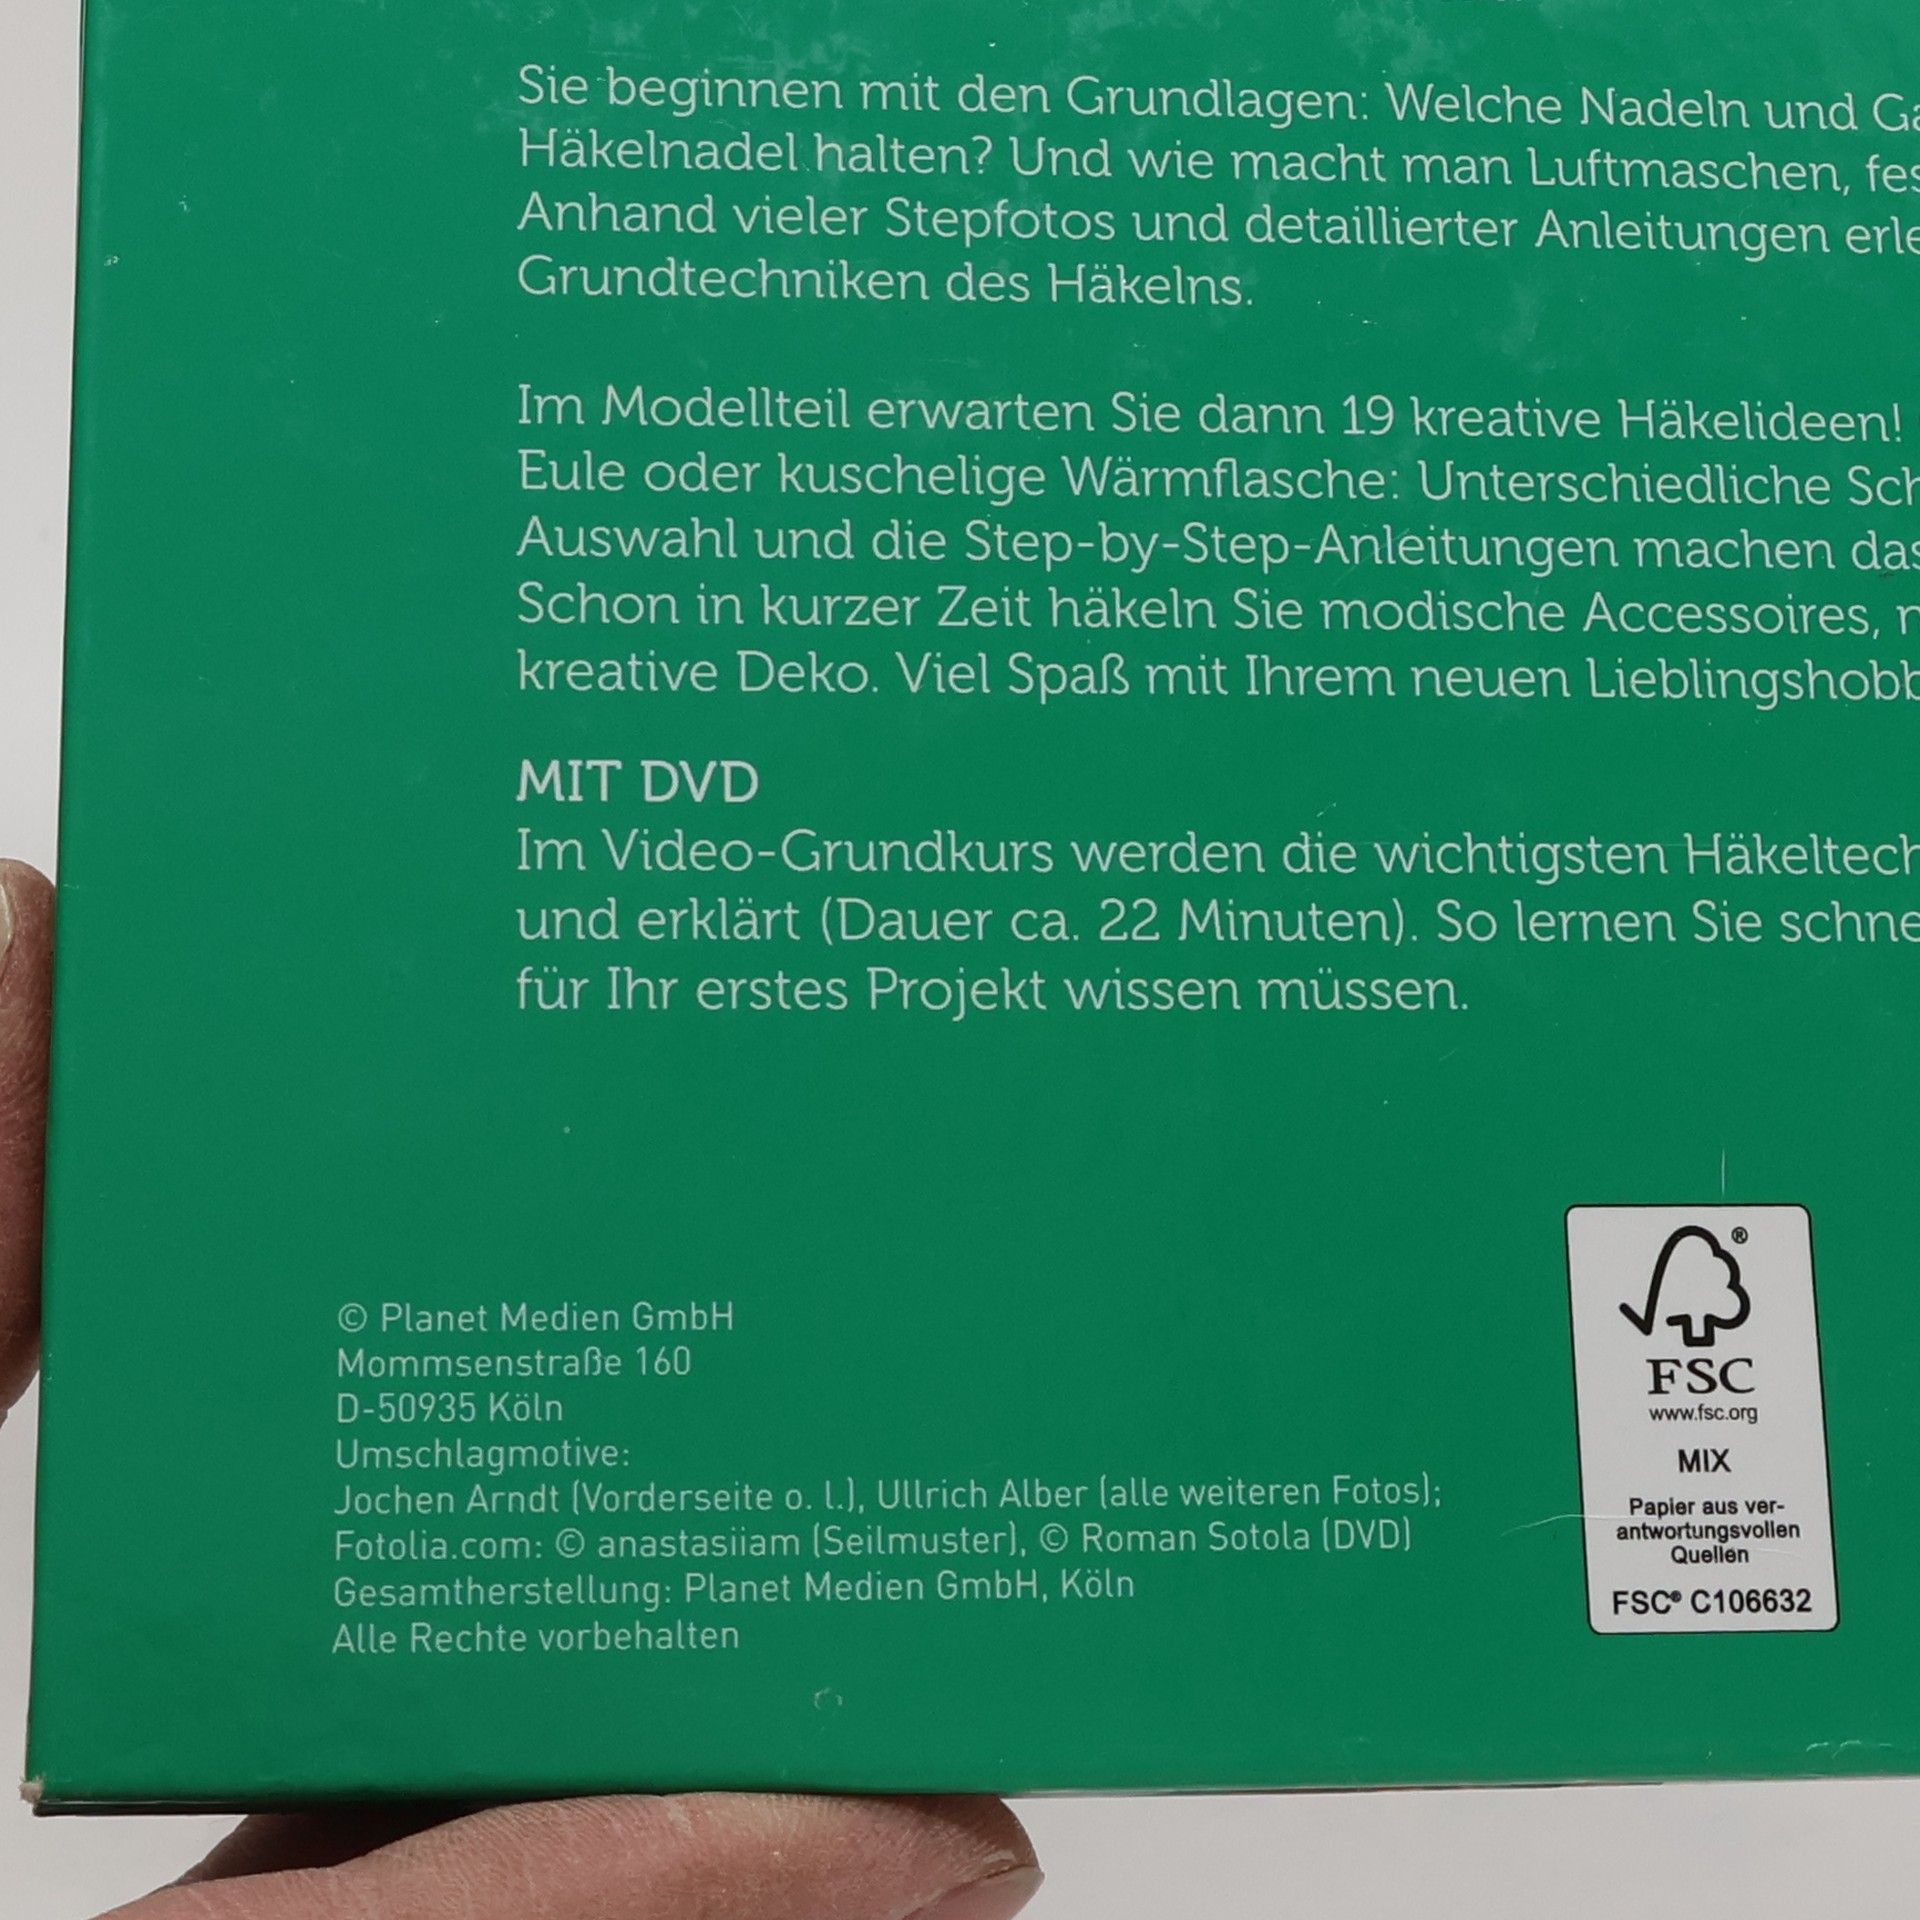 Sie beginnen mit den Grundlagen: Welche Nadeln und
Häkelnadel halten? Und wie macht man Luftmaschen,
Anhand vieler Stepfotos und detaillierter Anleitungen
Grundtechniken des Häkelns.
Im Modellteil erwarten Sie dann 19 kreative Häkelideen!
Eule oder kuschelige Wärmflasche: Unterschiedliche
Auswahl und die Step-by-Step-Anleitungen machen
Schon in kurzer Zeit häkeln Sie modische Accessoires,
kreative Deko. Viel Spaß mit Ihrem neuen
MIT DVD
Im Video-Grundkurs werden die wichtigsten
und erklärt (Dauer ca. 22 Minuten). So lernen Sie
für Ihr erstes Projekt wissen müssen.
© Planet Medien GmbH
Mommsenstraße 160
D-50935 Köln
Umschlagmotive:
Jochen Arndt (Vorderseite o. l.), Ullrich Alber (alle weiteren Fotos);
Fotolia.com: © anastasiiam (Seilmuster), © Roman Sotola (DVD)
Gesamtherstellung: Planet Medien GmbH, Köln
Alle Rechte vorbehalten
®
FSC
www.fsc.org
MIX
Papier aus ver-
antwortungsvollen
Quellen
FSC® C106632